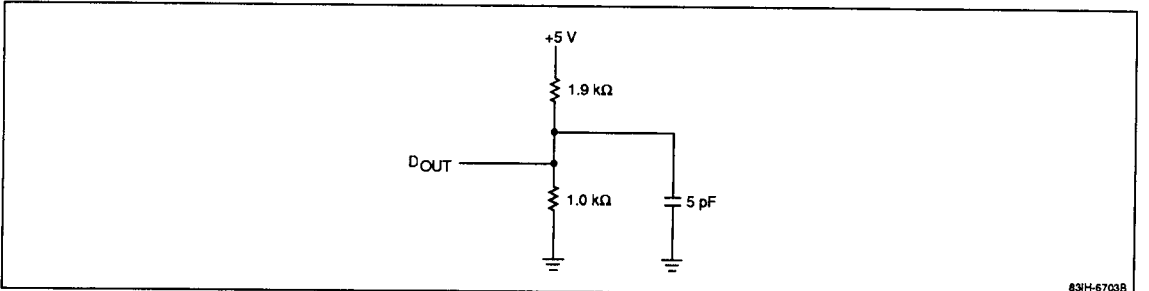 +5 V
1.9 kΩ
DOUT
1.0 kΩ
5 pF
83IH-6703B